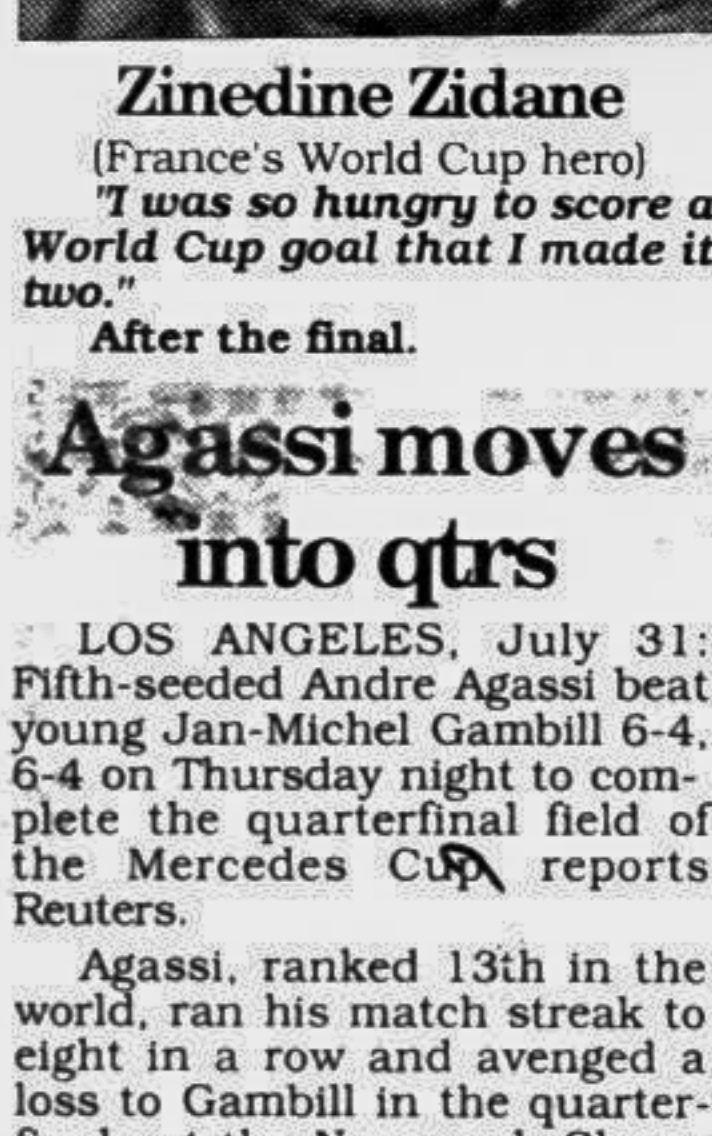 Zinedine Zidane
(France's World Cup hero)
"I was so hungry to score a
World Cup goal that I made it
two."
After the final.
Agassi moves
into qtrs
LOS ANGELES, July 31:
Fifth-seeded Andre Agassi beat
young Jan-Michel Gambill 6-4,
6-4 on Thursday night to com-
plete the quarterfinal field of
the Mercedes Cup reports
Reuters.
Agassi, ranked 13th in the
world, ran his match streak to
eight in a row and avenged a
loss to Gambill in the quarter-